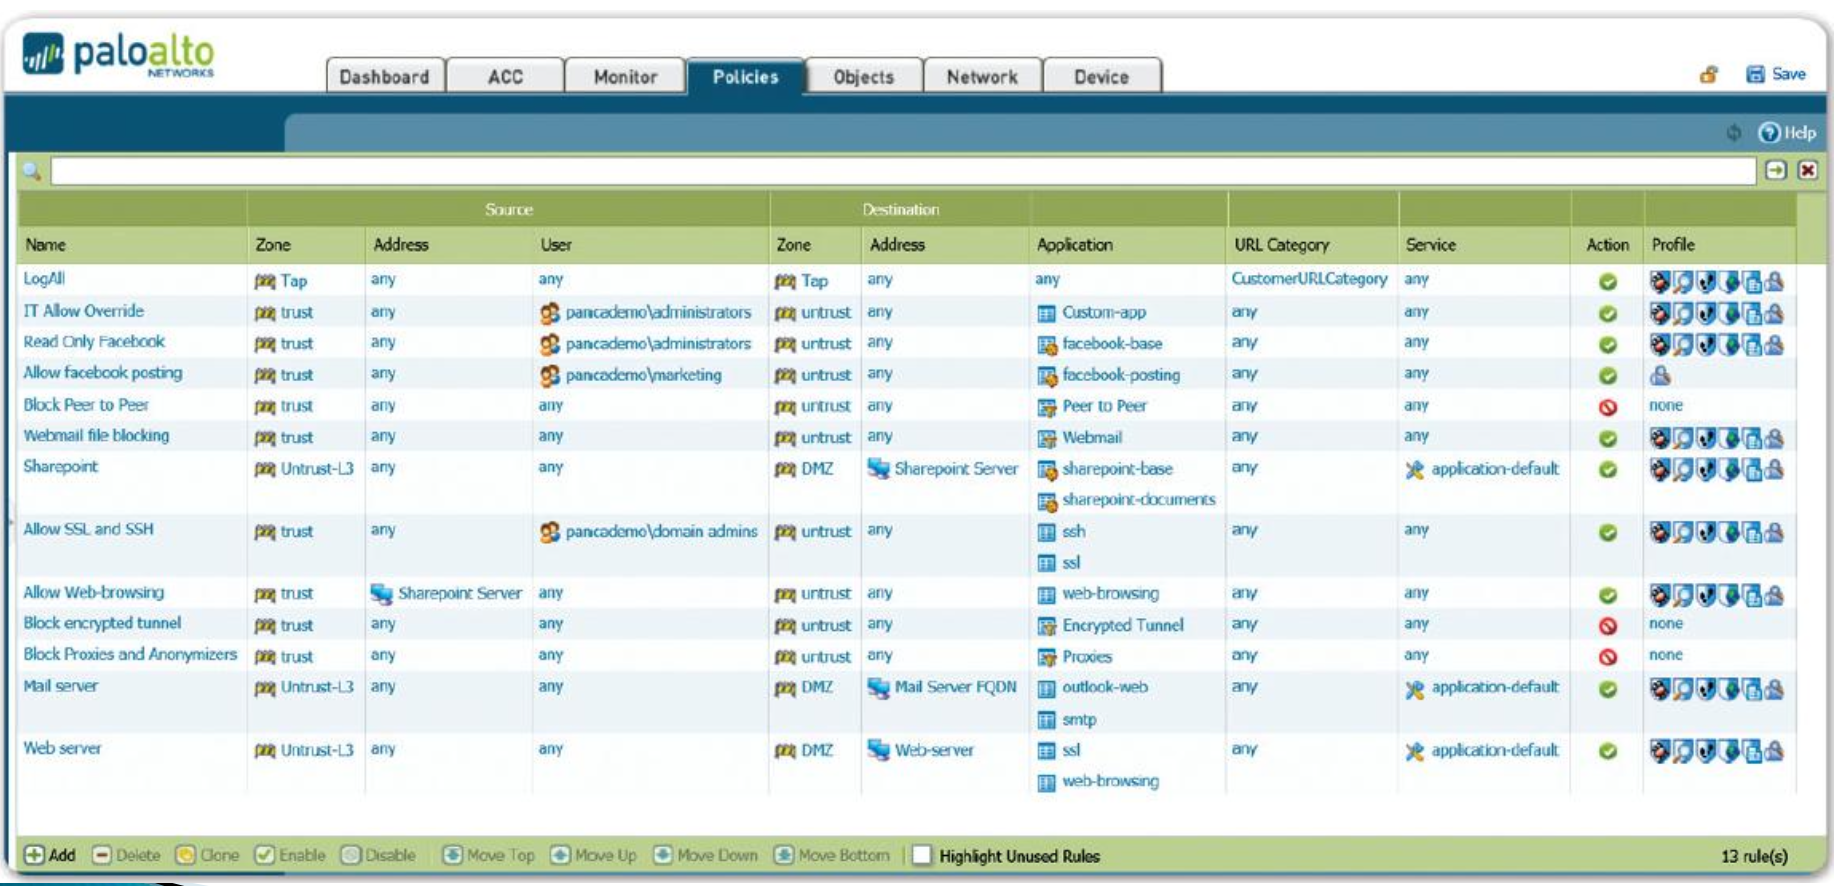 paloalto
NETWORKS
Dashboard ACC Monitor Policies Objects Network Device Save
Help
Source Destination
Name Zone Address User Zone Address Application URL Category Service Action Profile
LogAll Tap any any Tap any any CustomerURLCategory any
IT Allow Override trust any pancademo\administrators untrust any Custom-app any any
Read Only Facebook trust any pancademo\administrators untrust any facebook-base any any
Allow facebook posting trust any pancademo\marketing untrust any facebook-posting any any
Block Peer to Peer trust any any untrust any Peer to Peer any any none
Webmail file blocking trust any any untrust any Webmail any any
Sharepoint Untrust-L3 any any DMZ Sharepoint Server sharepoint-base any application-default
sharepoint-documents
Allow SSL and SSH trust any pancademo\domain admins untrust any ssh any any
ssl
Allow Web-browsing trust Sharepoint Server any untrust any web-browsing any any
Block encrypted tunnel trust any any untrust any Encrypted Tunnel any any none
Block Proxies and Anonymizers trust any any untrust any Proxies any any none
Mail server Untrust-L3 any any DMZ Mail Server FQDN outlook-web any application-default
smtp
Web server Untrust-L3 any any DMZ Web-server ssl any application-default
web-browsing
Add Delete Clone Enable Disable Move Top Move Up Move Down Move Bottom Highlight Unused Rules 13 rule(s)